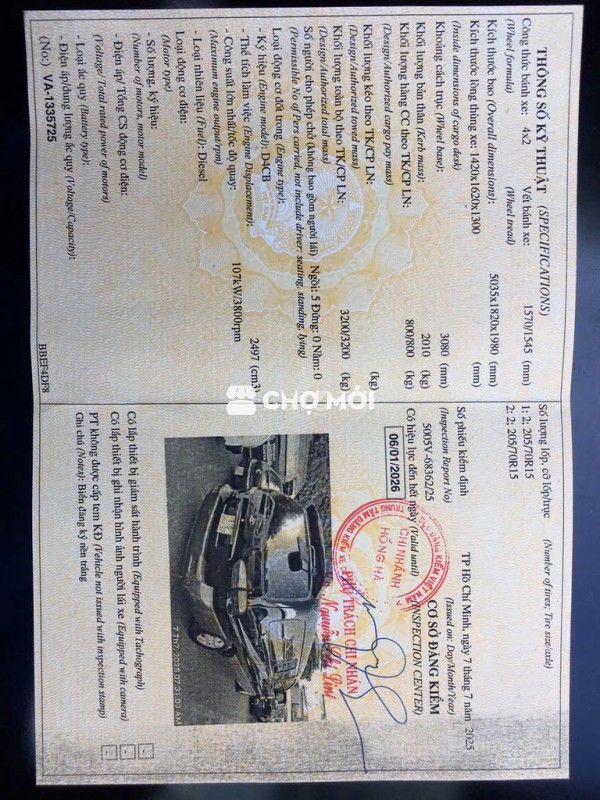 THÔNG SỐ KỸ THUẬT (SPECIFICATIONS)
Công thức bánh xe: 4x2 Vết bánh xe: 1570/1545 (mm)
(Wheel formula) (Wheel tread)
Kích thước bao (Overall dimensions): 5035x1820x1980 (mm)
Kích thước lòng thùng xe: 1420x1620x1300 (mm)
(Inside dimensions of cargo desk)
Khoảng cách trục (Wheel base): 3080 (mm)
Khối lượng bản thân (Kerb mass): 2010 (kg)
Khối lượng hàng CC theo TK/CP LN: 800/800 (kg)
(Design/Authorized cargo pay mass)
Khối lượng kéo theo TK/CP LN: (kg)
(Design/Authorized towed mass)
Khối lượng toàn bộ theo TK/CP LN: 3200/3200 (kg)
(Design/Authorized total mass)
Số người cho phép chở (không bao gồm người lái) Ngồi: 5 Đứng: 0 Nằm: 0
(Permissible No of Pers carried, not include driver: seating, standing, lying)
Loại động cơ đốt trong (Engine type):
- Ký hiệu (Engine model): D4CB
- Thể tích làm việc (Engine Displacement): 2497 (cm3)
- Công suất lớn nhất/tốc độ quay: 107kW/3800rpm
(Maximum engine output/rpm)
- Loại nhiên liệu (Fuel): Diesel
Loại động cơ điện:
(Motor type)
- Số lượng, ký hiệu:
(Number of motors, motor model)
- Điện áp/ Tổng CS động cơ điện:
(Voltage/ Total rated power of motors)
- Loại ắc quy (Battery type):
- Điện áp/dung lượng ắc quy (Voltage/Capacity):
(No:) VA-1335725
BBEF4DF8
Số lượng lốp, cỡ lốp/trục (Number of tires; Tire size/axle)
1: 2; 205/70R15
2: 2; 205/70R15
Số phiếu kiểm định
(Inspection Report No)
5005V-68362/25
Có hiệu lực đến hết ngày (Valid until)
06/01/2026
TP Hồ Chí Minh, ngày 7 tháng 7 năm 2025
(Issued on: Day/Month/Year)
CƠ SỞ ĐĂNG KIỂM
(INSPECTION CENTER)
CHI NHÁNH
HỒNG HÀ
PHỤ TRÁCH CHI NHÁNH
CHỢ MỚI
7 Th7, 2025 07:31:03 AM
Có lắp thiết bị giám sát hành trình (Equipped with Tachograph)
Có lắp thiết bị ghi nhận hình ảnh người lái xe (Equipped with camera)
PT không được cấp tem KĐ (Vehicle not issued with inspection stamp)
Ghi chú (Notes): Biển đăng ký nền trắng